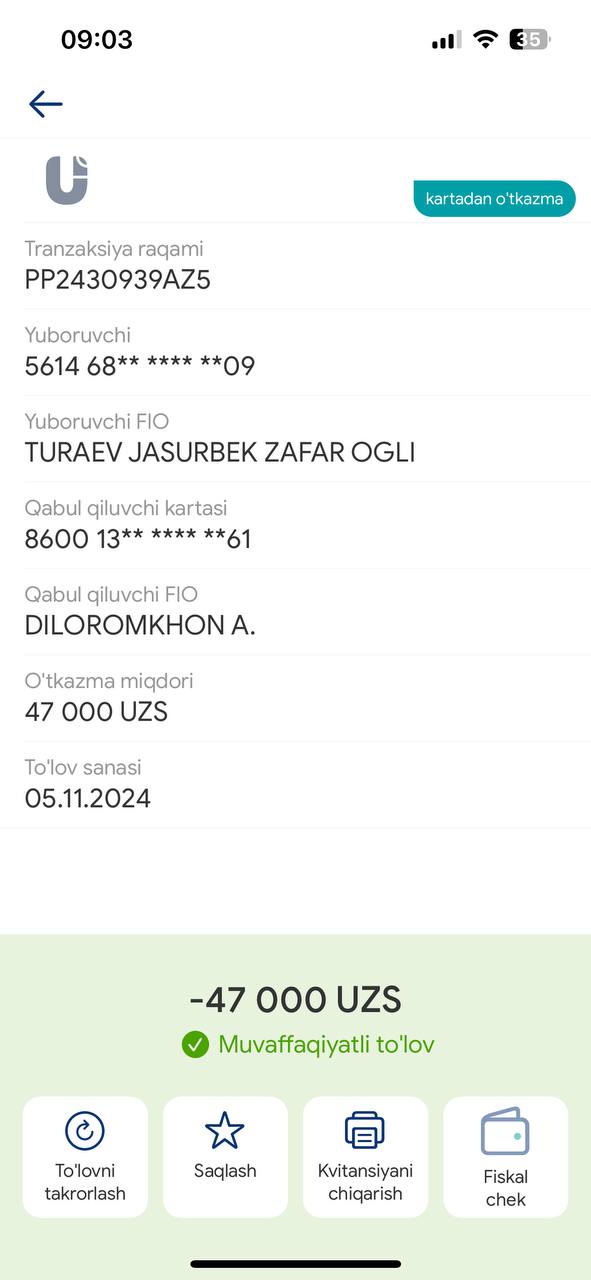 09:03
35
kartadan o'tkazma
Tranzaksiya raqami
PP2430939AZ5
Yuboruvchi
5614 68** **** **09
Yuboruvchi FIO
TURAEV JASURBEK ZAFAR OGLI
Qabul qiluvchi kartasi
8600 13** **** **61
Qabul qiluvchi FIO
DILOROMKHON A.
O'tkazma miqdori
47 000 UZS
To'lov sanasi
05.11.2024
-47 000 UZS
Muvaffaqiyatli to'lov
To'lovni
takrorlash
Saqlash
Kvitansiyani
chiqarish
Fiskal
chek